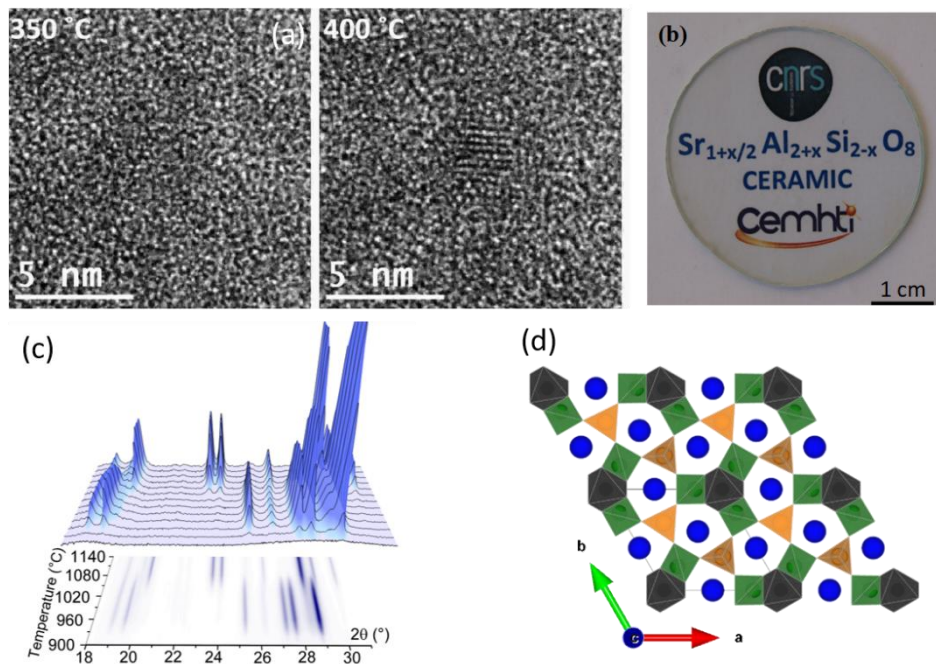 350 ˚C
(a)
5 nm
400 ˚C
5 nm
(b)
cnrs
Sr1+x/2 Al2+x Si2-x O8
CERAMIC
Cemhti
1 cm
(c)
1140
1080
1020
960
900
Temperature (°C)
2θ (°)
18 20 22 24 26 28 30
(d)
b
c
a